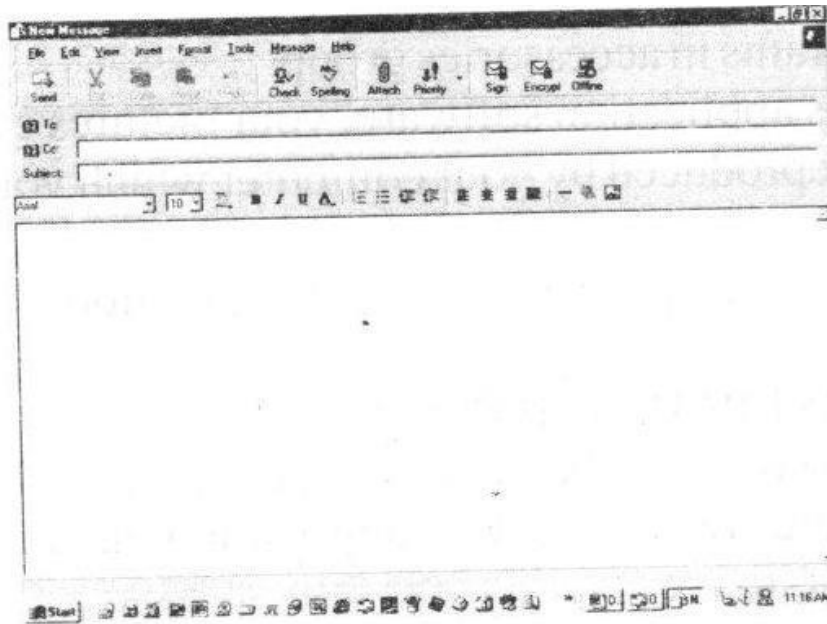 New Message
File Edit View Insert Format Tools Message Help
Send Check Spelling Attach Priority Sign Encrypt Offline
To:
Cc:
Subject:
Arial 10 B I U A
Start 11:16 AM